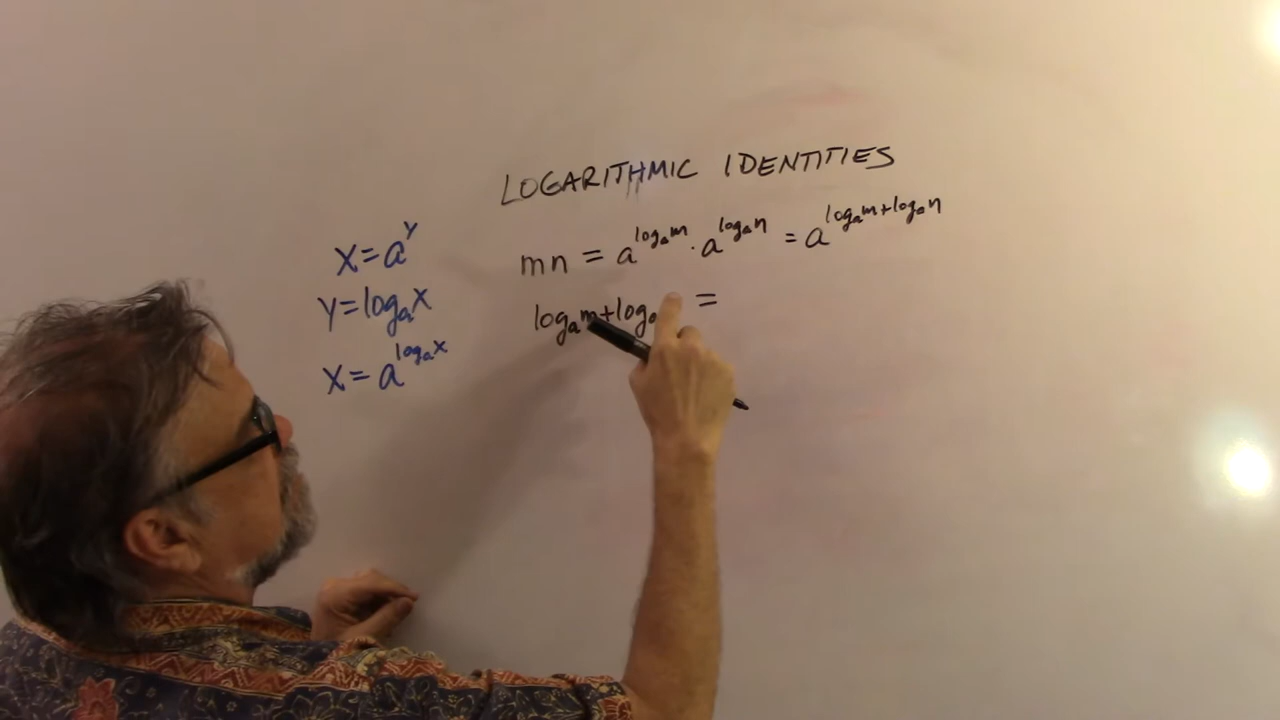 LOGARITHMIC IDENTITIES
x = a^y
y = log_a x
x = a^(log_a x)
mn = a^(log_a m) · a^(log_a n) = a^(log_a m + log_a n)
log_a m + log_a =